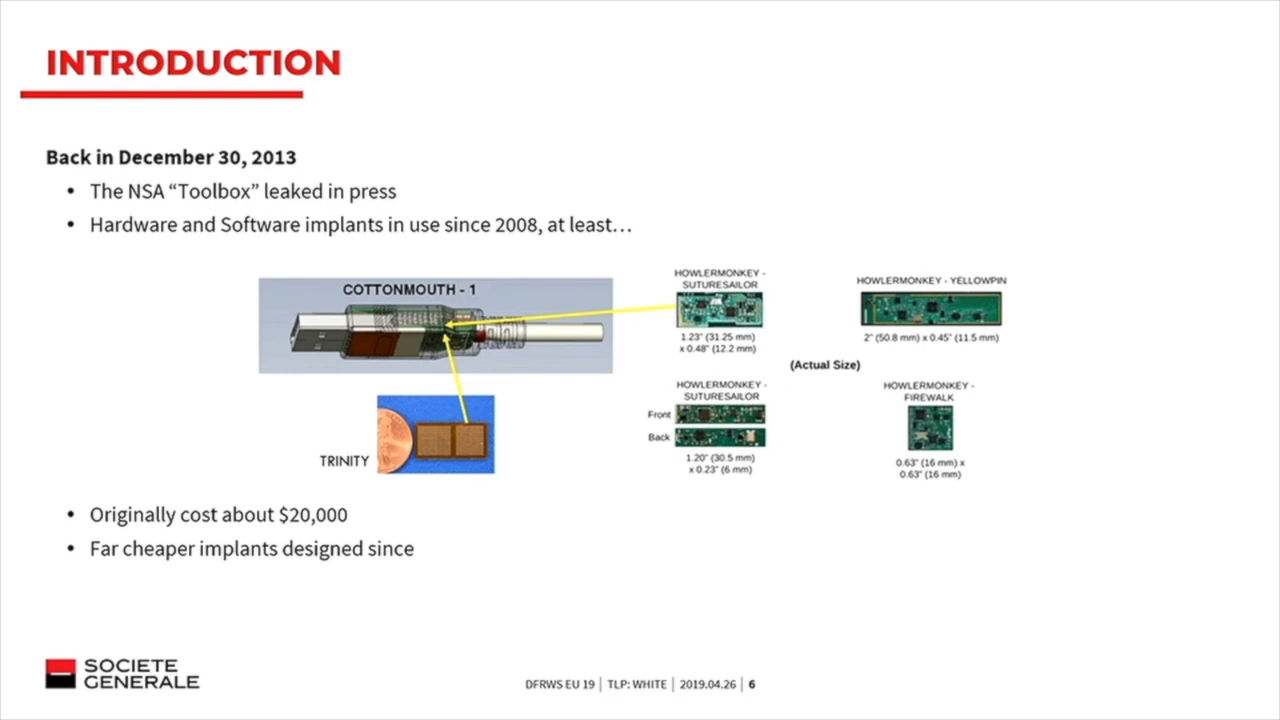 INTRODUCTION
Back in December 30, 2013
• The NSA “Toolbox” leaked in press
• Hardware and Software implants in use since 2008, at least…
COTTONMOUTH - 1
HOWLERMONKEY -
SUTURESAILOR
1.23" (31.25 mm)
x 0.48" (12.2 mm)
HOWLERMONKEY - YELLOWPIN
2" (50.8 mm) x 0.45" (11.5 mm)
(Actual Size)
TRINITY
HOWLERMONKEY -
SUTURESAILOR
Front
Back
1.20" (30.5 mm)
x 0.23" (6 mm)
HOWLERMONKEY -
FIREWALK
0.63" (16 mm) x
0.63" (16 mm)
• Originally cost about $20,000
• Far cheaper implants designed since
SOCIETE
GENERALE
DFRWS EU 19 | TLP: WHITE | 2019.04.26 | 6